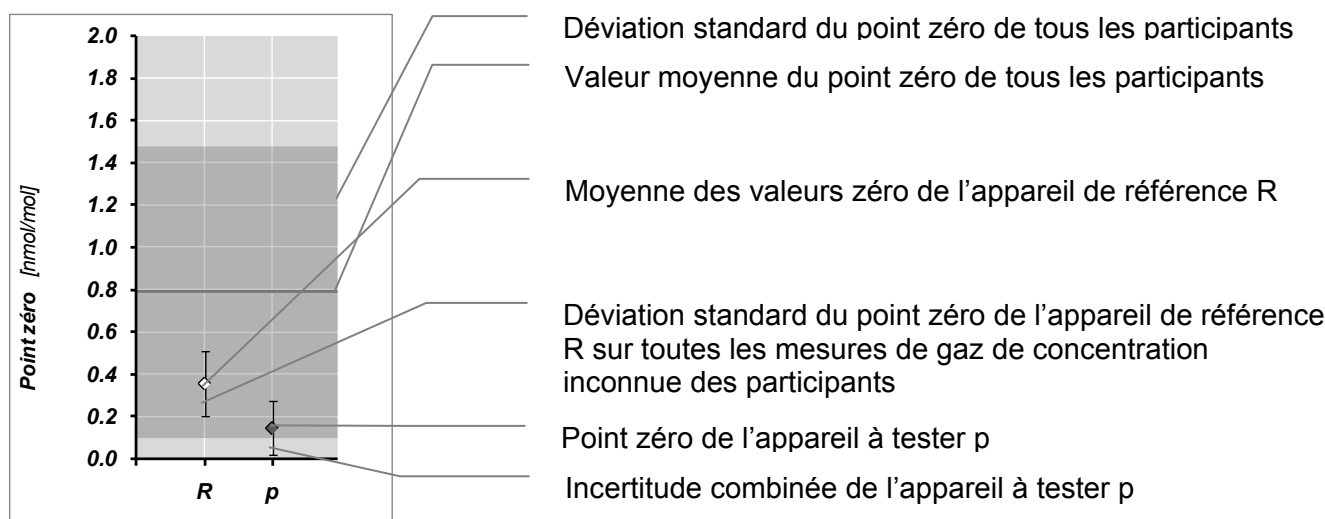 2.0
1.8
1.6
1.4
1.2
1.0
0.8
0.6
0.4
0.2
0.0
Point zéro [nmol/mol]
R p
Déviation standard du point zéro de tous les participants
Valeur moyenne du point zéro de tous les participants
Moyenne des valeurs zéro de l’appareil de référence R
Déviation standard du point zéro de l’appareil de référence
R sur toutes les mesures de gaz de concentration
inconnue des participants
Point zéro de l’appareil à tester p
Incertitude combinée de l’appareil à tester p